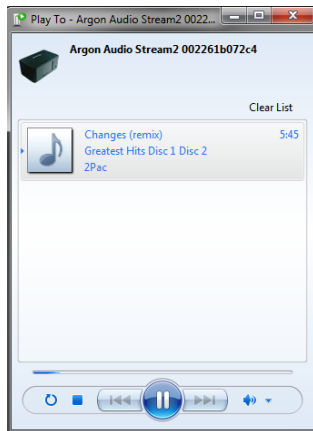 Play To - Argon Audio Stream2 0022...
Argon Audio Stream2 002261b072c4
Clear List
Changes (remix) 5:45
Greatest Hits Disc 1 Disc 2
2Pac